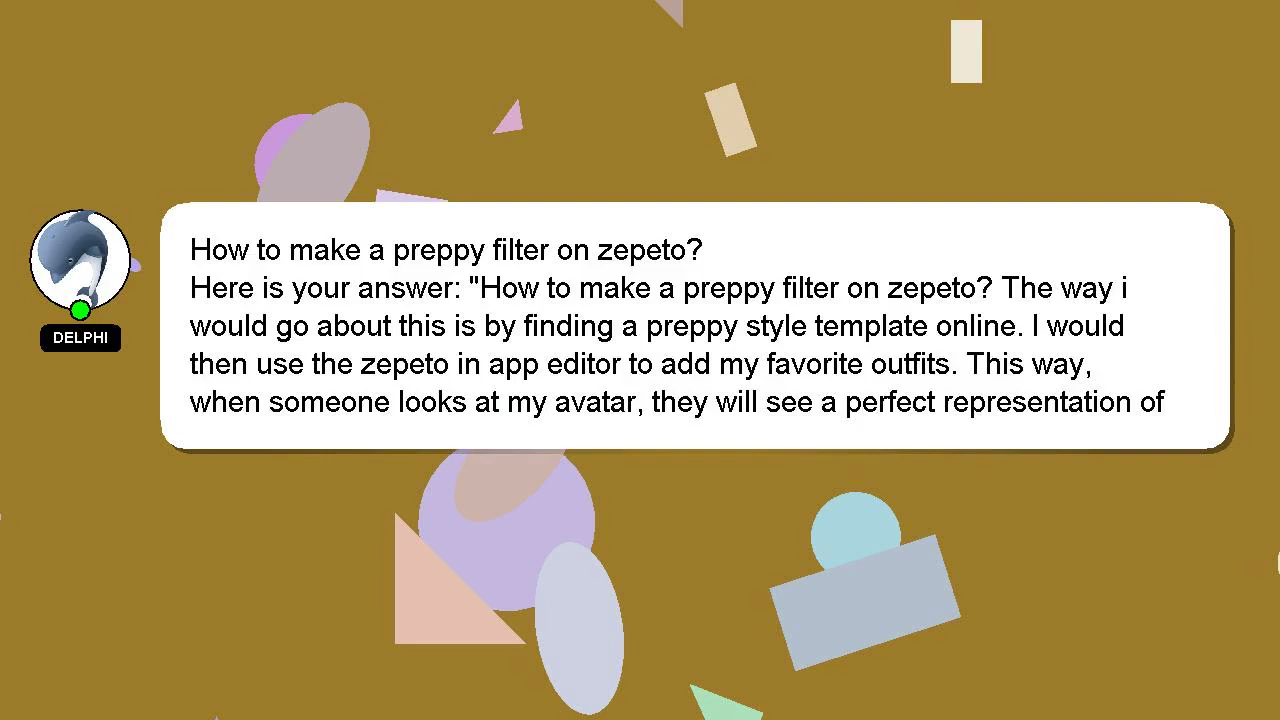 How to make a preppy filter on zepeto?
Here is your answer: "How to make a preppy filter on zepeto? The way i
would go about this is by finding a preppy style template online. I would
then use the zepeto in app editor to add my favorite outfits. This way,
when someone looks at my avatar, they will see a perfect representation of
DELPHI